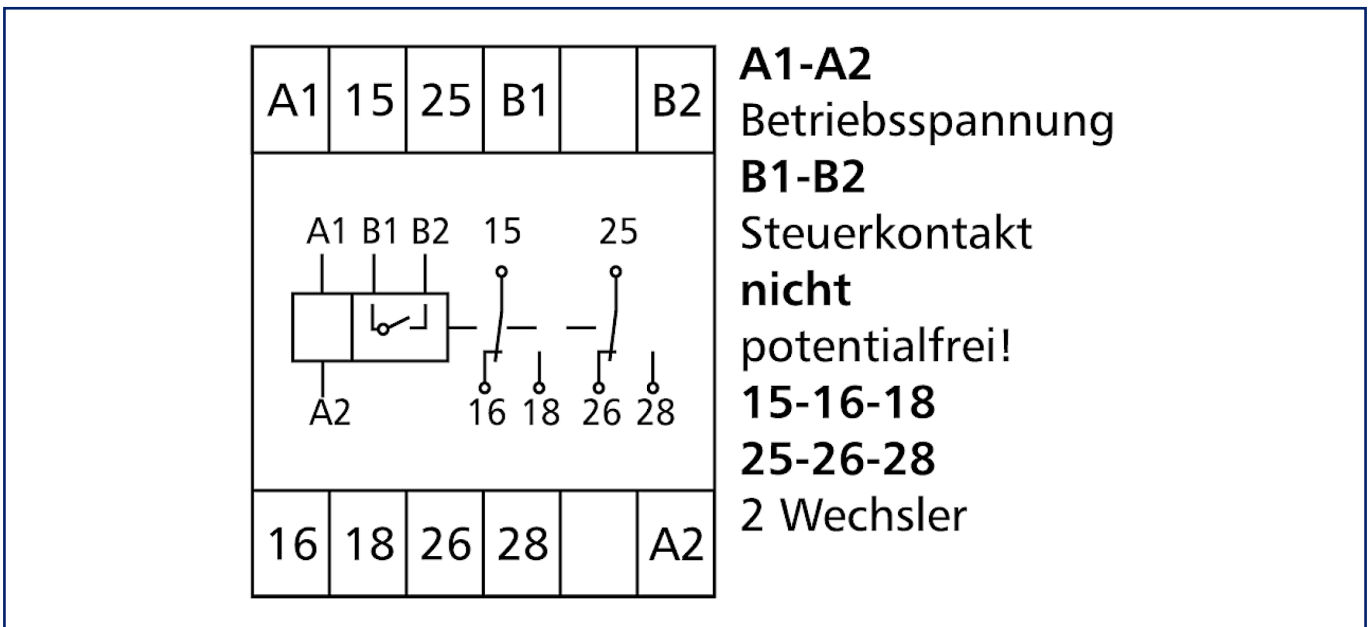 A1 15 25 B1 B2
A1 B1 B2 15 25
A2 16 18 26 28
16 18 26 28 A2
A1-A2
Betriebsspannung
B1-B2
Steuerkontakt
nicht
potentialfrei!
15-16-18
25-26-28
2 Wechsler